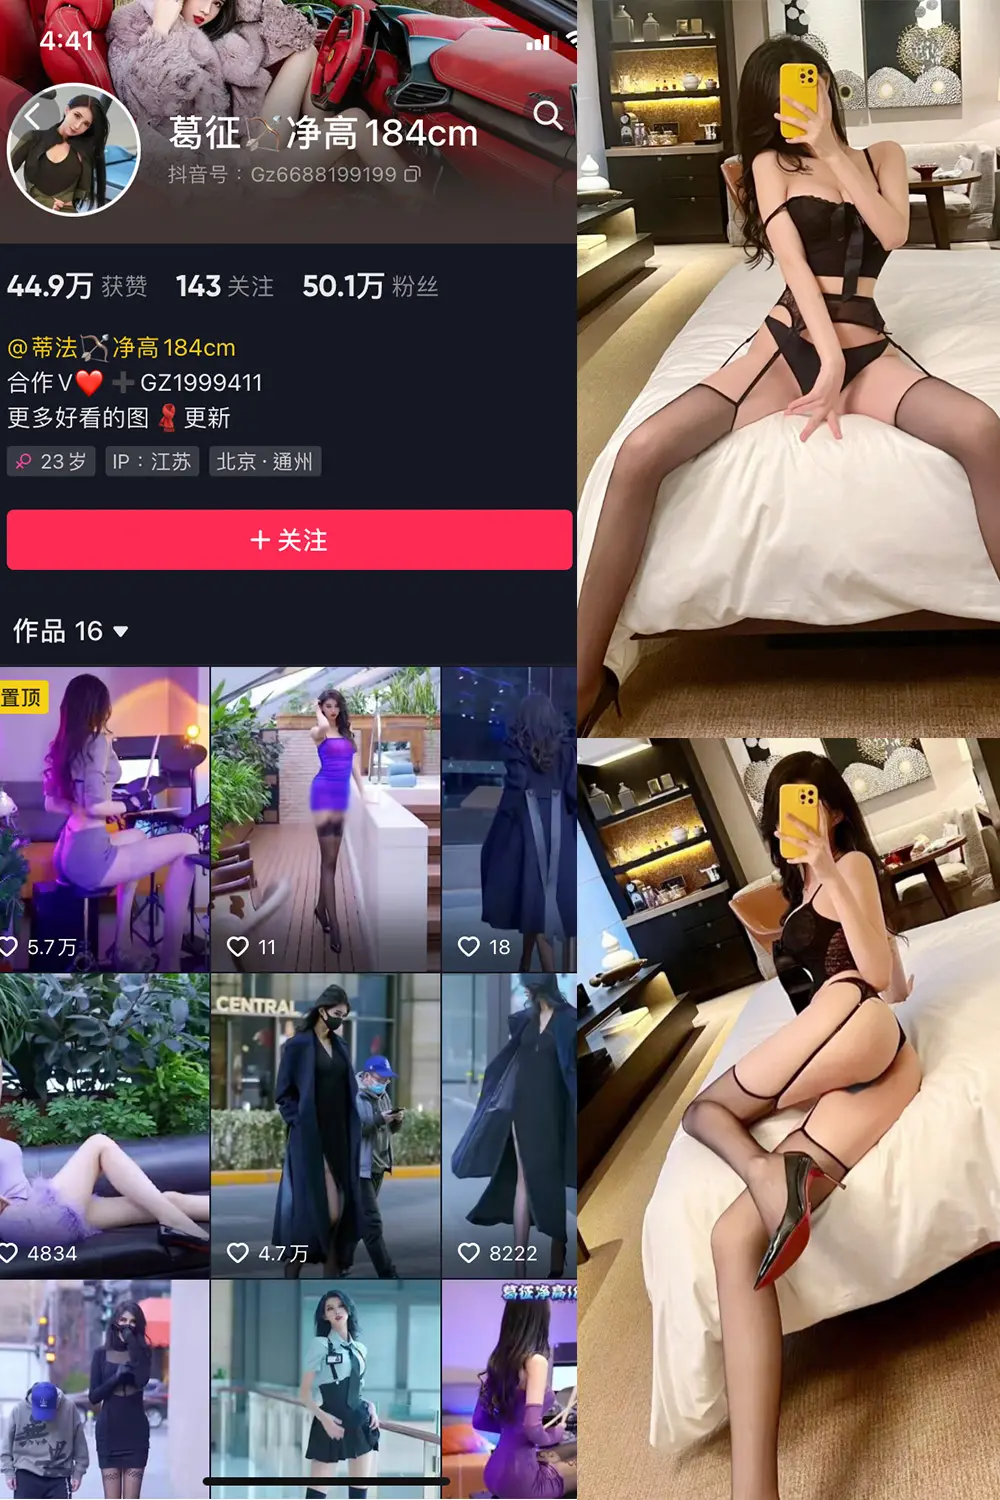 4:41
葛征🏹净高184cm
抖音号：Gz6688199199
44.9万 获赞 143 关注 50.1万 粉丝
@蒂法🏹净高184cm
合作V❤️➕GZ1999411
更多好看的图🧣更新
23岁 IP：江苏 北京·通州
+ 关注
作品 16
置顶
5.7万 11 18
CENTRAL
4834 4.7万 8222
葛征净高